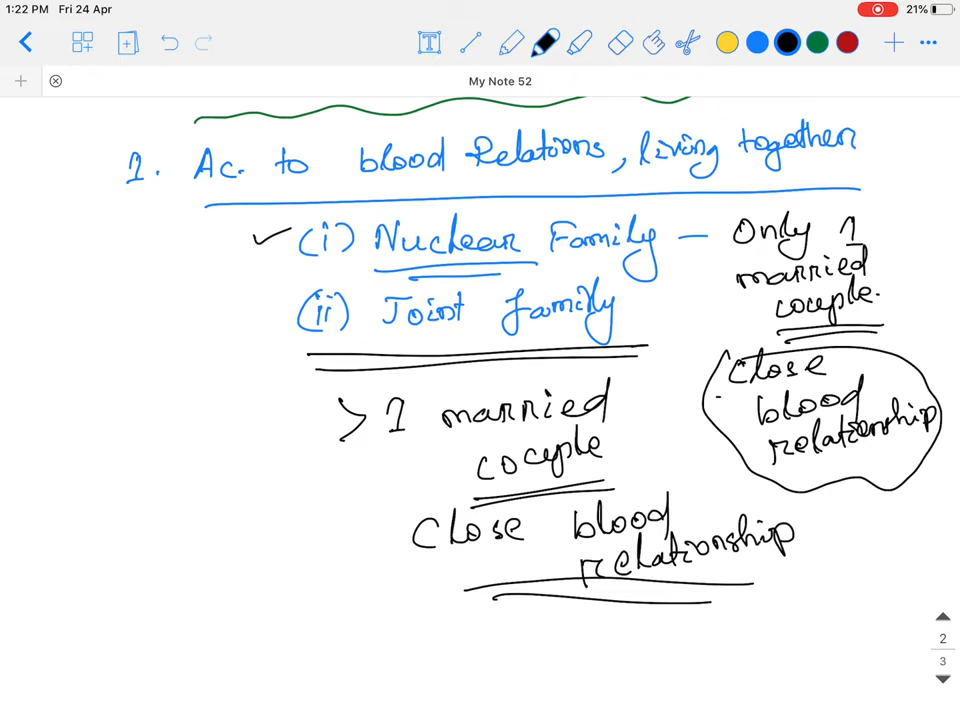 1:22 PM Fri 24 Apr
21%
My Note 52
1. Ac. to blood Relations, living together
(i) Nuclear Family – Only 1
married
couple.
(ii) Joint family
close
blood
relationship
> 1 married
couple
close blood
relationship
2
3